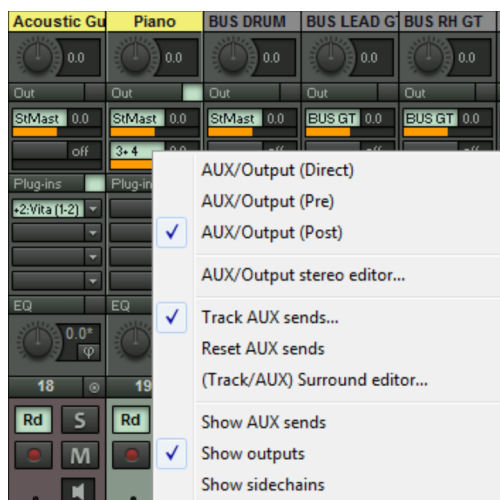 Acoustic Gu Piano BUS DRUM BUS LEAD G BUS RH GT
0.0 0.0 0.0 0.0 0.0
Out Out Out Out Out
StMast 0.0 StMast 0.0 StMast 0.0 BUS GT 0.0 BUS GT 0.0
off 3+4
Plug-ins Plug-in
+2:Vita (1-2)
EQ EQ
0.0°
φ
18 19
Rd S Rd
M
AUX/Output (Direct)
AUX/Output (Pre)
AUX/Output (Post)
AUX/Output stereo editor...
Track AUX sends...
Reset AUX sends
(Track/AUX) Surround editor...
Show AUX sends
Show outputs
Show sidechains